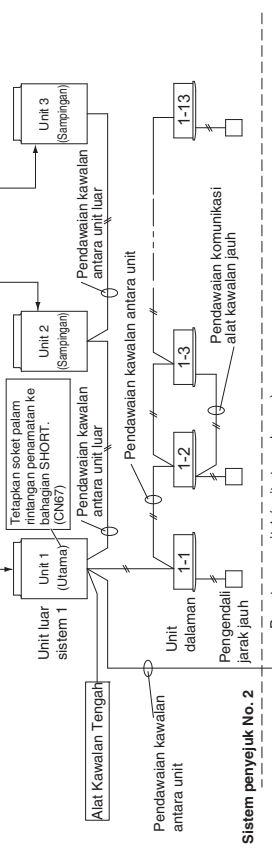 Unit 1
(Utama)
Unit 2
(Sampingan)
Unit 3
(Sampingan)
Tetapkan soket palam
rintangan penamatan ke
bahagian SHORT.
(CN67)
Unit luar
sistem 1
Pendawaian kawalan
antara unit luar
Pendawaian kawalan
antara unit luar
Alat Kawalan Tengah
Pendawaian kawalan antara unit
1-1
1-2
1-3
1-13
Unit
dalaman
Pengendali
jarak jauh
Pendawaian komunikasi
alat kawalan jauh
Pendawaian kawalan
antara unit
Sistem penyejuk No. 2